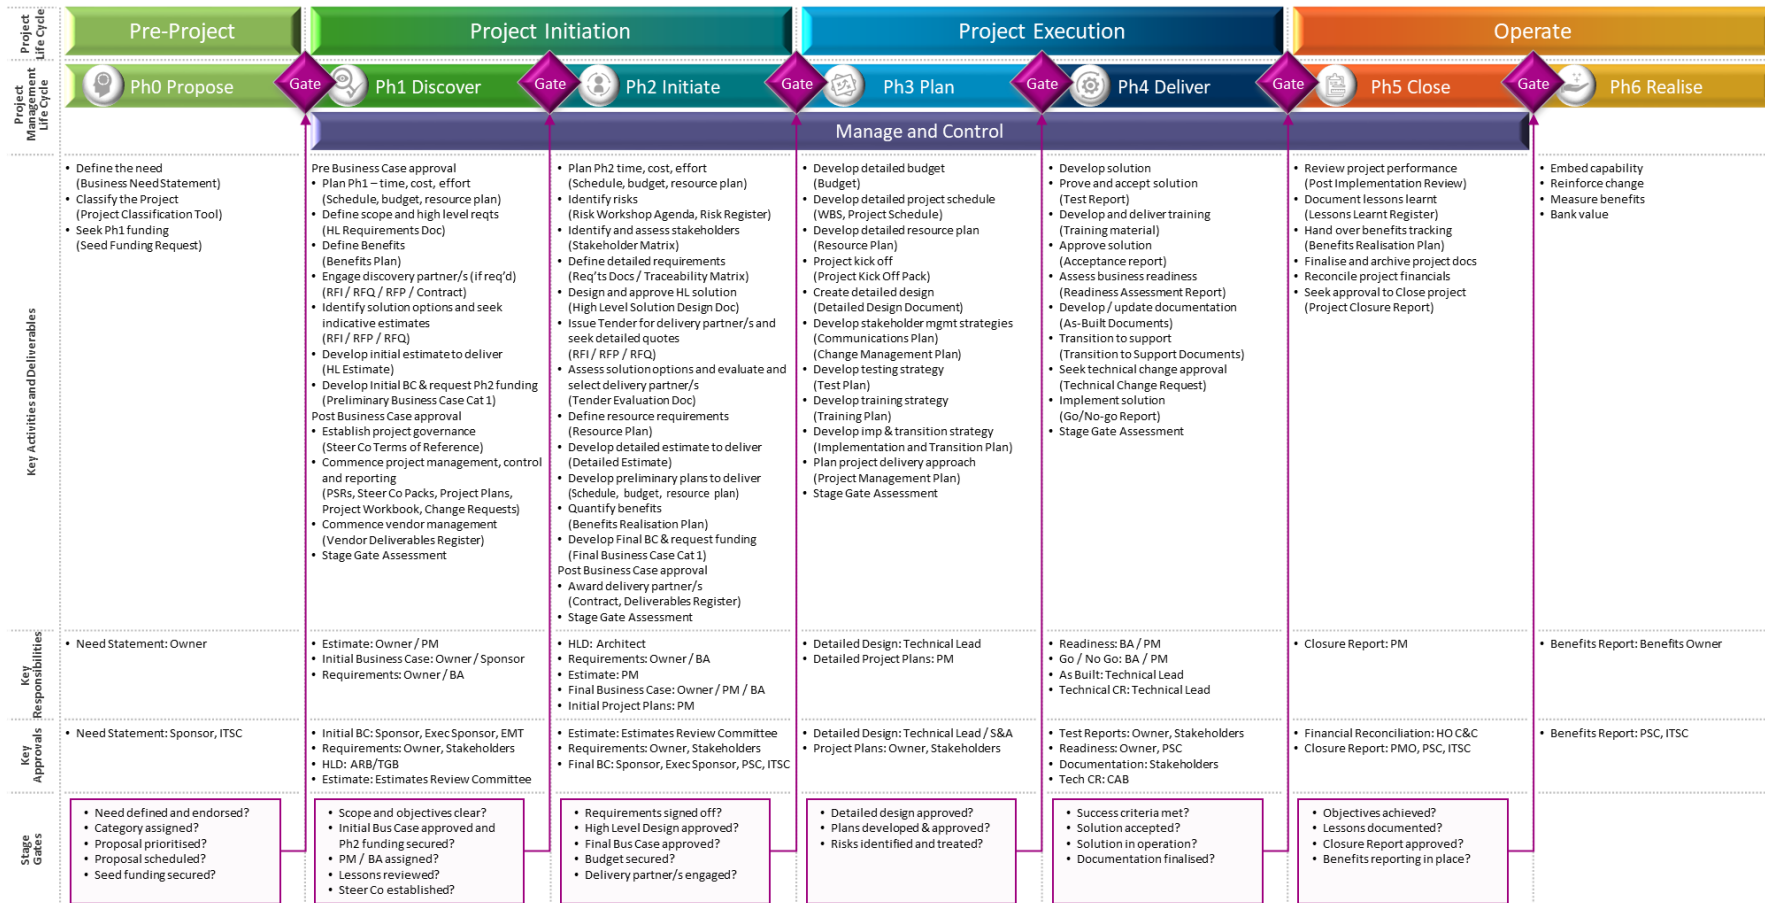 Project
Life Cycle
Pre-Project
Project Initiation
Project Execution
Operate
Project
Management
Life Cycle
Ph0 Propose
Gate
Ph1 Discover
Gate
Ph2 Initiate
Gate
Ph3 Plan
Gate
Ph4 Deliver
Gate
Ph5 Close
Gate
Ph6 Realise
Manage and Control
Key Activities and Deliverables
• Define the need
(Business Need Statement)
• Classify the Project
(Project Classification Tool)
• Seek Ph1 funding
(Seed Funding Request)
Pre Business Case approval
• Plan Ph1 – time, cost, effort
(Schedule, budget, resource plan)
• Define scope and high level reqts
(HL Requirements Doc)
• Define Benefits
(Benefits Plan)
• Engage discovery partner/s (if req'd)
(RFI / RFQ / RFP / Contract)
• Identify solution options and seek
indicative estimates
(RFI / RFP / RFQ)
• Develop initial estimate to deliver
(HL Estimate)
• Develop Initial BC & request Ph2 funding
(Preliminary Business Case Cat 1)
Post Business Case approval
• Establish project governance
(Steer Co Terms of Reference)
• Commence project management, control
and reporting
(PSRs, Steer Co Packs, Project Plans,
Project Workbook, Change Requests)
• Commence vendor management
(Vendor Deliverables Register)
• Stage Gate Assessment
• Plan Ph2 time, cost, effort
(Schedule, budget, resource plan)
• Identify risks
(Risk Workshop Agenda, Risk Register)
• Identify and assess stakeholders
(Stakeholder Matrix)
• Define detailed requirements
(Req'ts Docs / Traceability Matrix)
• Design and approve HL solution
(High Level Solution Design Doc)
• Issue Tender for delivery partner/s and
seek detailed quotes
(RFI / RFP / RFQ)
• Assess solution options and evaluate and
select delivery partner/s
(Tender Evaluation Doc)
• Define resource requirements
(Resource Plan)
• Develop detailed estimate to deliver
(Detailed Estimate)
• Develop preliminary plans to deliver
(Schedule, budget, resource plan)
• Quantify benefits
(Benefits Realisation Plan)
• Develop Final BC & request funding
(Final Business Case Cat 1)
Post Business Case approval
• Award delivery partner/s
(Contract, Deliverables Register)
• Stage Gate Assessment
• Develop detailed budget
(Budget)
• Develop detailed project schedule
(WBS, Project Schedule)
• Develop detailed resource plan
(Resource Plan)
• Project kick off
(Project Kick Off Pack)
• Create detailed design
(Detailed Design Document)
• Develop stakeholder mgmt strategies
(Communications Plan)
(Change Management Plan)
• Develop testing strategy
(Test Plan)
• Develop training strategy
(Training Plan)
• Develop imp & transition strategy
(Implementation and Transition Plan)
• Plan project delivery approach
(Project Management Plan)
• Stage Gate Assessment
• Develop solution
• Prove and accept solution
(Test Report)
• Develop and deliver training
(Training material)
• Approve solution
(Acceptance report)
• Assess business readiness
(Readiness Assessment Report)
• Develop / update documentation
(As-Built Documents)
• Transition to support
(Transition to Support Documents)
• Seek technical change approval
(Technical Change Request)
• Implement solution
(Go/No-go Report)
• Stage Gate Assessment
• Review project performance
(Post Implementation Review)
• Document lessons learnt
(Lessons Learnt Register)
• Hand over benefits tracking
(Benefits Realisation Plan)
• Finalise and archive project docs
• Reconcile project financials
• Seek approval to Close project
(Project Closure Report)
• Embed capability
• Reinforce change
• Measure benefits
• Bank value
Key
Responsibilities
• Need Statement: Owner
• Estimate: Owner / PM
• Initial Business Case: Owner / Sponsor
• Requirements: Owner / BA
• HLD: Architect
• Requirements: Owner / BA
• Estimate: PM
• Final Business Case: Owner / PM / BA
• Initial Project Plans: PM
• Detailed Design: Technical Lead
• Detailed Project Plans: PM
• Readiness: BA / PM
• Go / No Go: BA / PM
• As Built: Technical Lead
• Technical CR: Technical Lead
• Closure Report: PM
• Benefits Report: Benefits Owner
Key
Approvals
• Need Statement: Sponsor, ITSC
• Initial BC: Sponsor, Exec Sponsor, EMT
• Requirements: Owner, Stakeholders
• HLD: ARB/TGB
• Estimate: Estimates Review Committee
• Estimate: Estimates Review Committee
• Requirements: Owner, Stakeholders
• Final BC: Sponsor, Exec Sponsor, PSC, ITSC
• Detailed Design: Technical Lead / S&A
• Project Plans: Owner, Stakeholders
• Test Reports: Owner, Stakeholders
• Readiness: Owner, PSC
• Documentation: Stakeholders
• Tech CR: CAB
• Financial Reconciliation: HO C&C
• Closure Report: PMO, PSC, ITSC
• Benefits Report: PSC, ITSC
Stage
Gates
• Need defined and endorsed?
• Category assigned?
• Proposal prioritised?
• Proposal scheduled?
• Seed funding secured?
• Scope and objectives clear?
• Initial Bus Case approved and
Ph2 funding secured?
• PM / BA assigned?
• Lessons reviewed?
• Steer Co established?
• Requirements signed off?
• High Level Design approved?
• Final Bus Case approved?
• Budget secured?
• Delivery partner/s engaged?
• Detailed design approved?
• Plans developed & approved?
• Risks identified and treated?
• Success criteria met?
• Solution accepted?
• Solution in operation?
• Documentation finalised?
• Objectives achieved?
• Lessons documented?
• Closure Report approved?
• Benefits reporting in place?